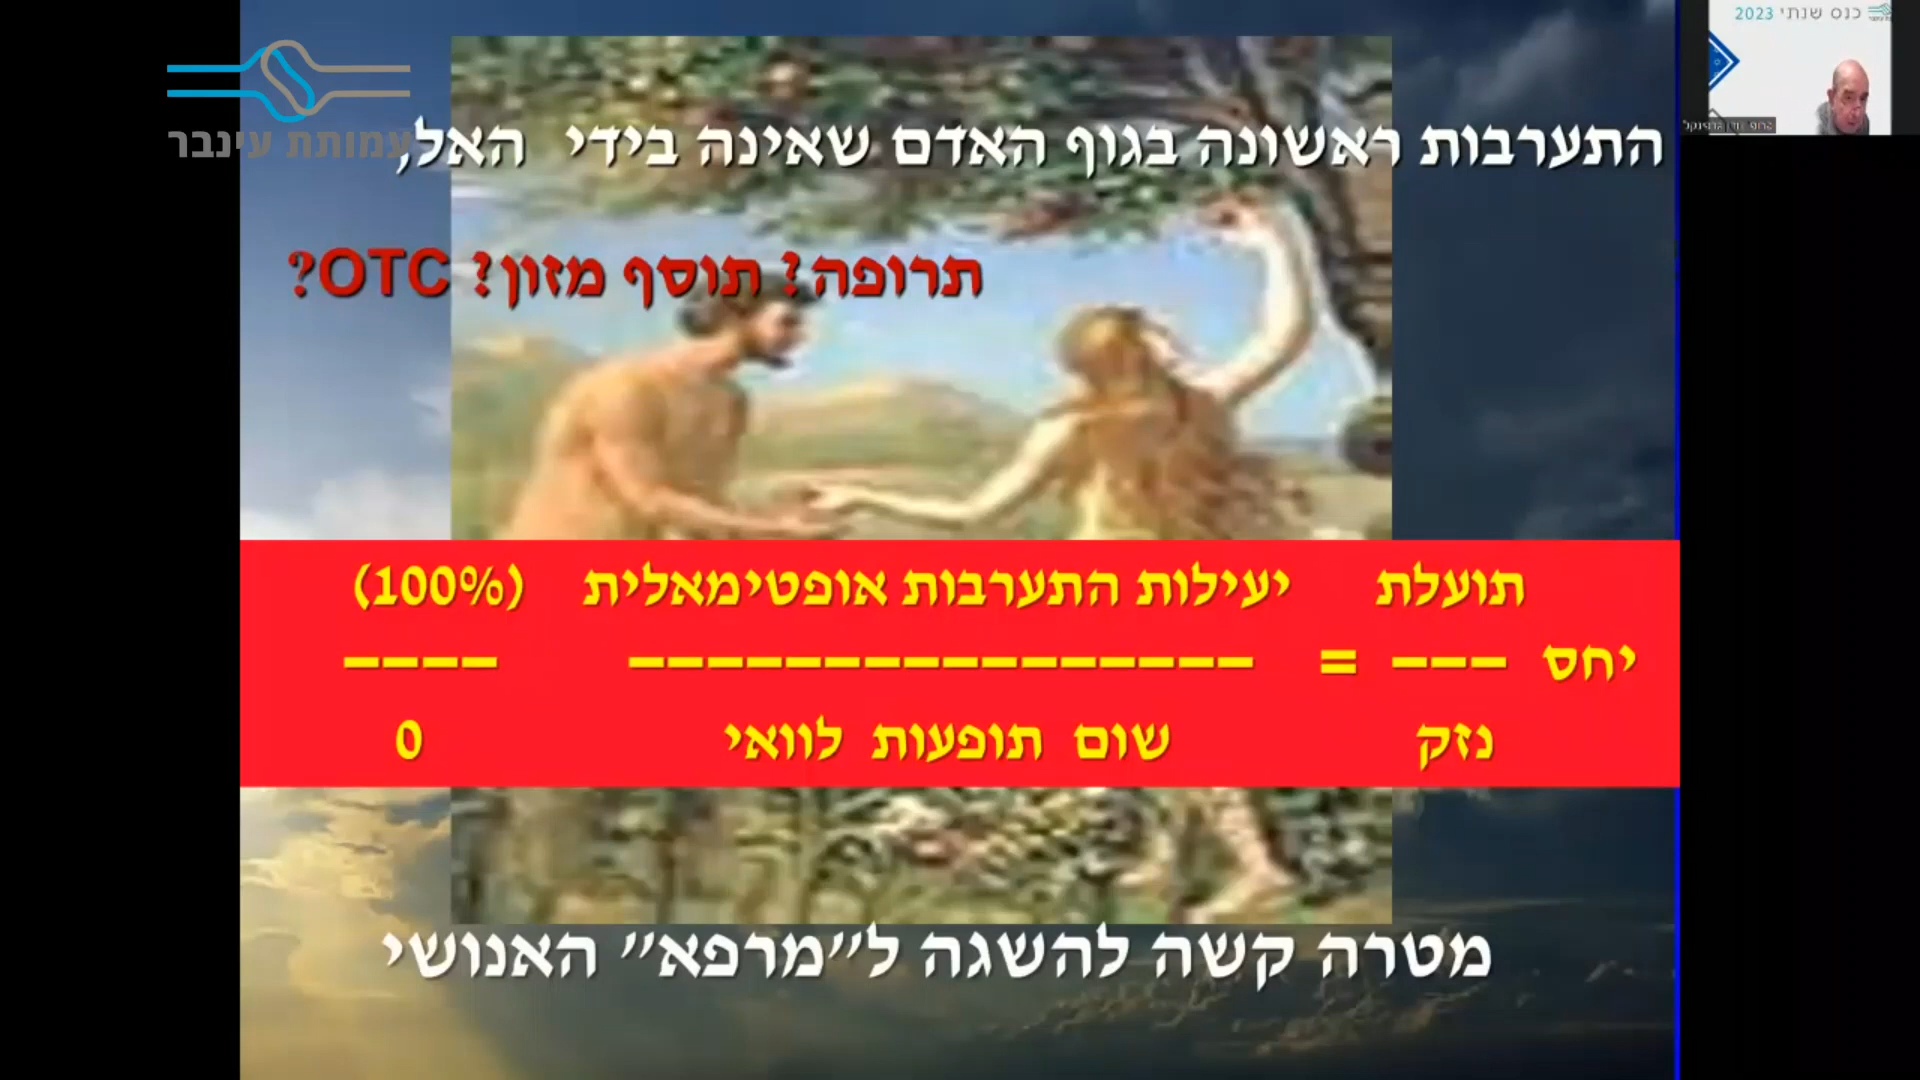 כנס שנתי 2023
עמותת עינבר
התערבות ראשונה בגוף האדם שאינה בידי האל,
תרופה? תוסף מזון? OTC?
תועלת יעילות התערבות אופטימאלית (100%)
יחס --- = ---------------- ----
נזק שום תופעות לוואי 0
מטרה קשה להשגה ל"מרפא" האנושי